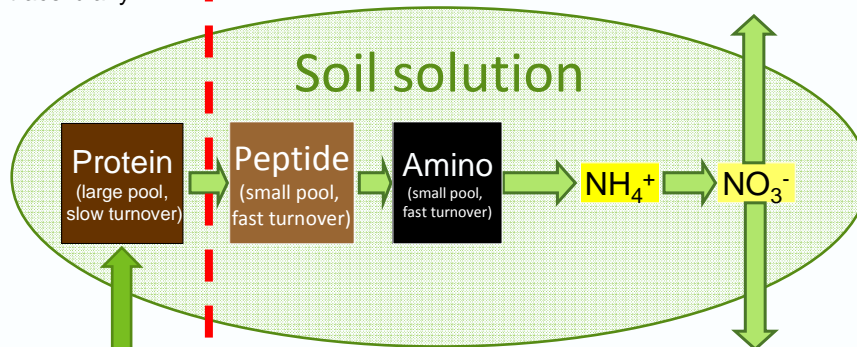 Soil solution
Protein
(large pool,
slow turnover)
Peptide
(small pool,
fast turnover)
Amino
(small pool,
fast turnover)
NH₄⁺
NO₃⁻